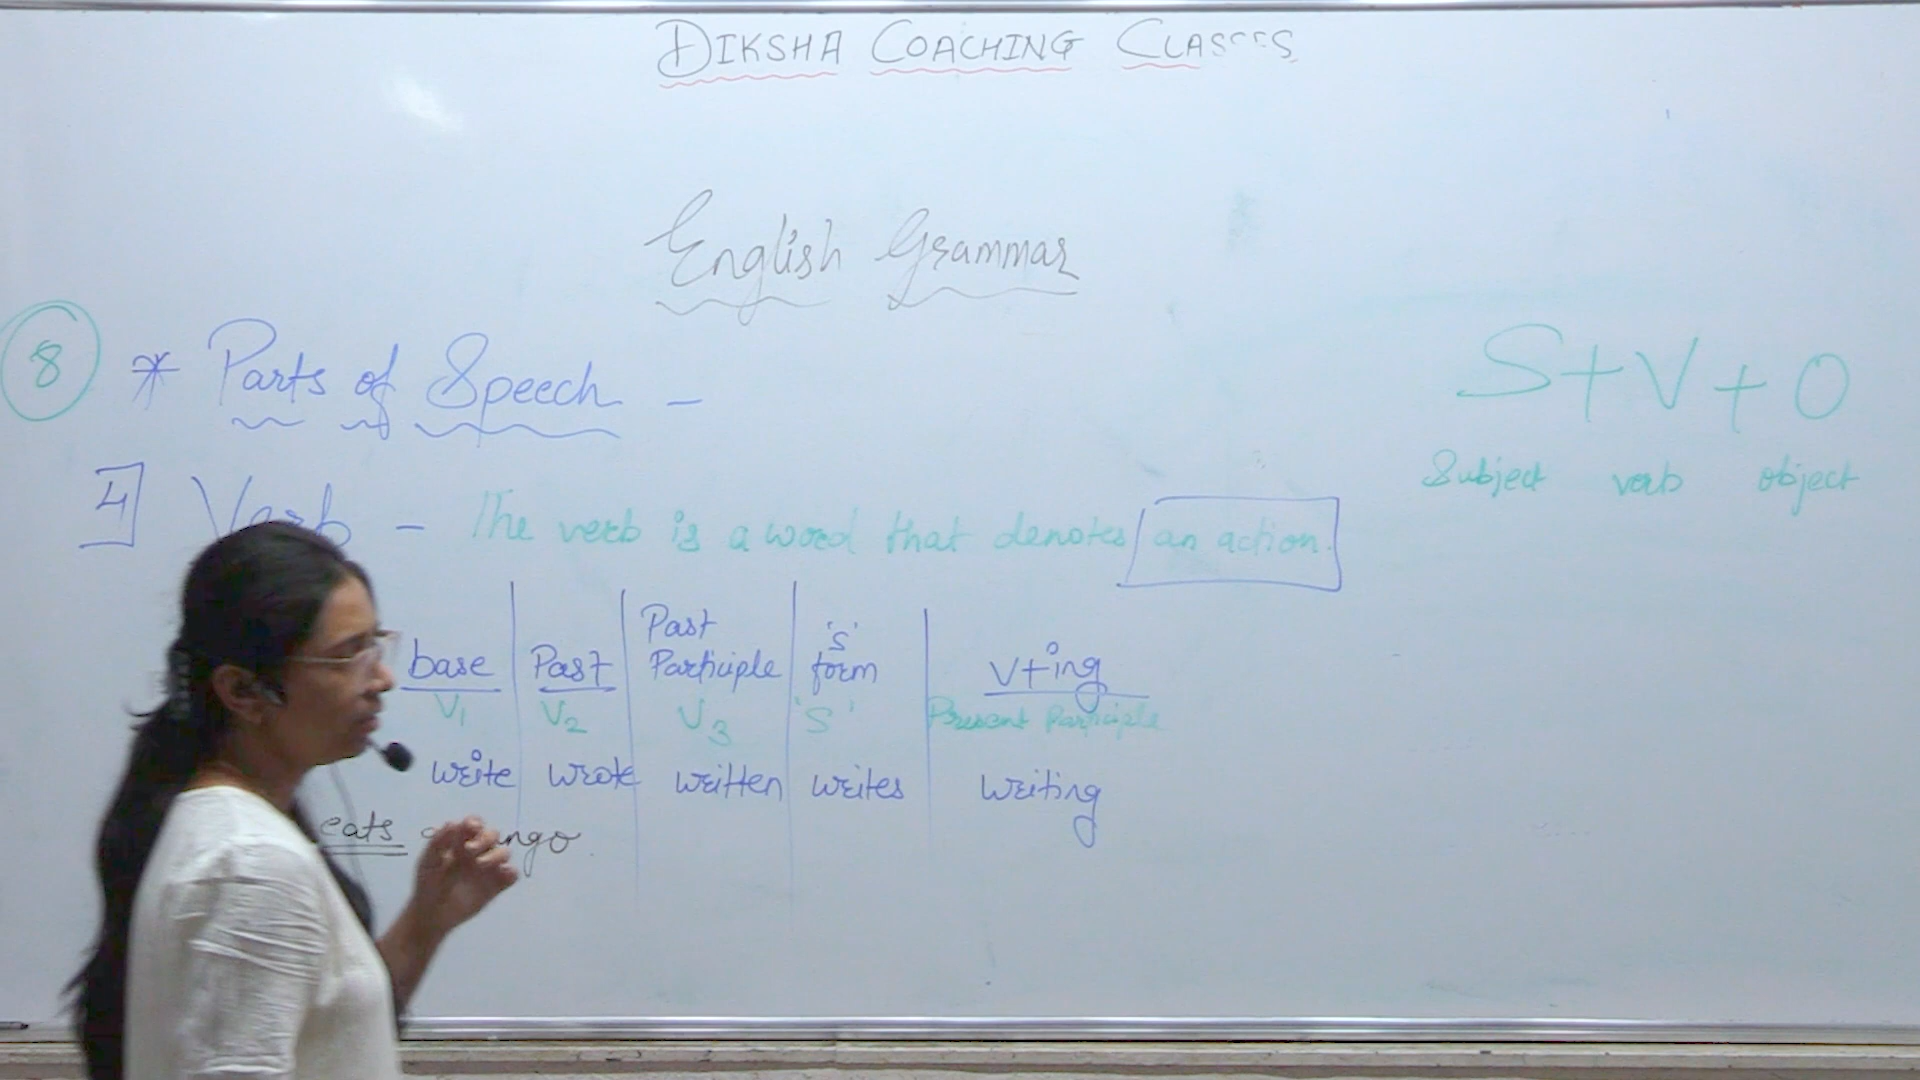 DIKSHA COACHING CLASSES
English Grammar
8 * Parts of Speech -
S+V+O
Subject verb object
4] Verb - The verb is a word that denotes an action.
base Past Past Participle 's' form V+ing
V1 V2 V3 's' Present Participle
write wrote written writes writing
eats